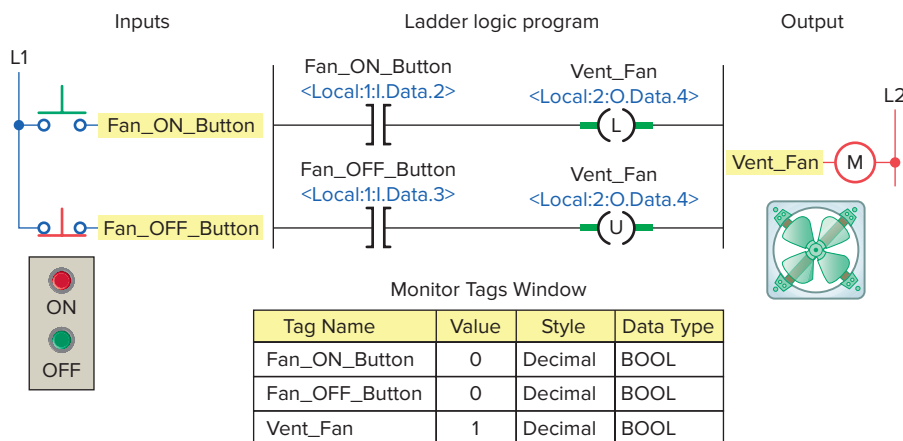 Inputs
Ladder logic program
Output
L1
Fan_ON_Button
<Local:1:I.Data.2>
Vent_Fan
<Local:2:O.Data.4>
L2
Fan_ON_Button
L
Vent_Fan
M
Fan_OFF_Button
<Local:1:I.Data.3>
Vent_Fan
<Local:2:O.Data.4>
Fan_OFF_Button
U
ON
OFF
Monitor Tags Window
Tag Name Value Style Data Type
Fan_ON_Button 0 Decimal BOOL
Fan_OFF_Button 0 Decimal BOOL
Vent_Fan 1 Decimal BOOL